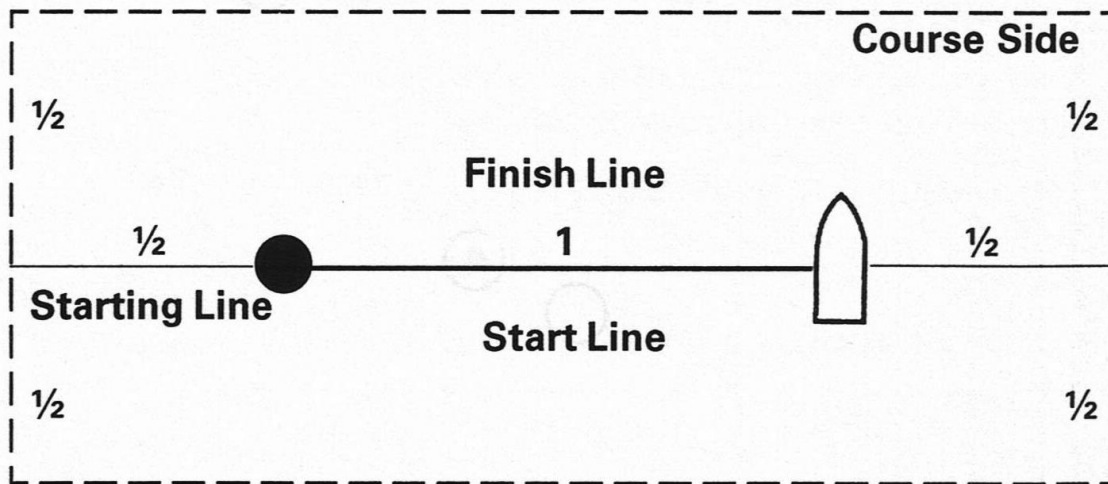 Course Side
½ ½
Finish Line
½ 1 ½
Starting Line
Start Line
½ ½